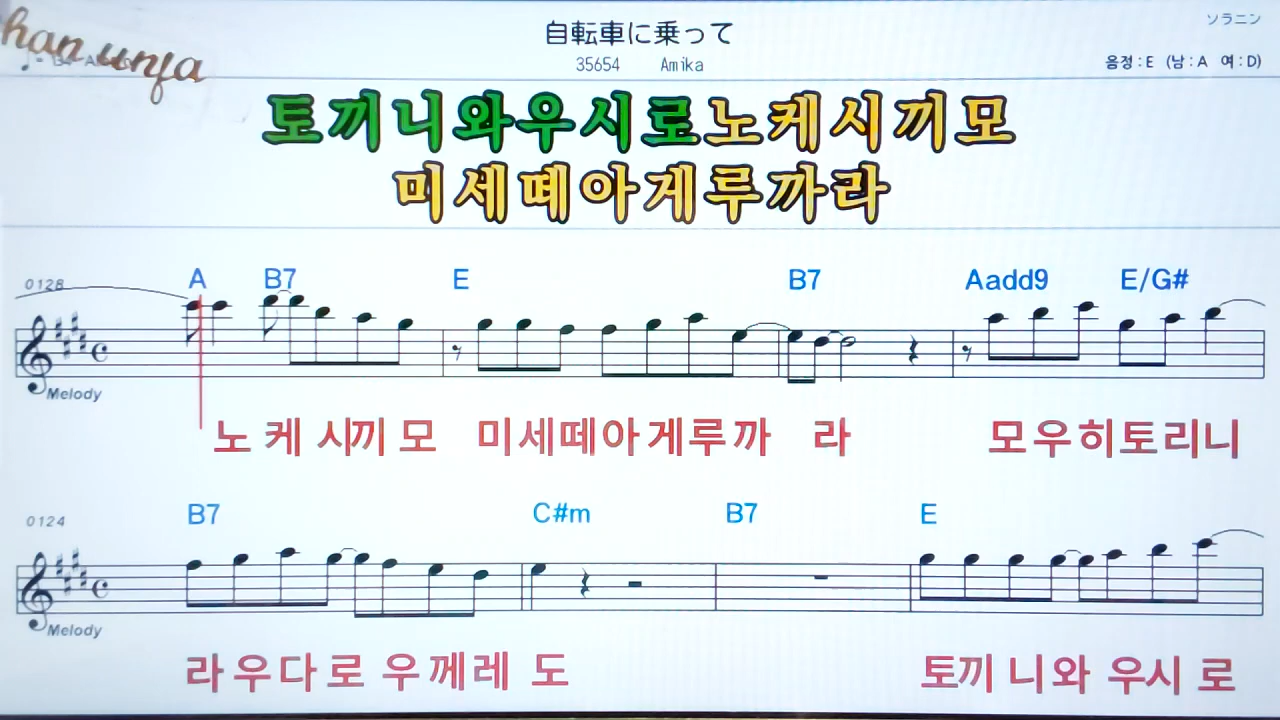 han unja
自転車に乗って
ソラニン
35654 Amika
음정:E (남:A 여:D)
토끼니와우시로노케시끼모
미세떼아게루까라
0128
A B7 E B7 Aadd9 E/G#
Melody
노 케 시끼 모 미세떼아게루까 라 모우히토리니
0124
B7 C#m B7 E
Melody
라우다로 우께레 도 토끼 니와 우시 로